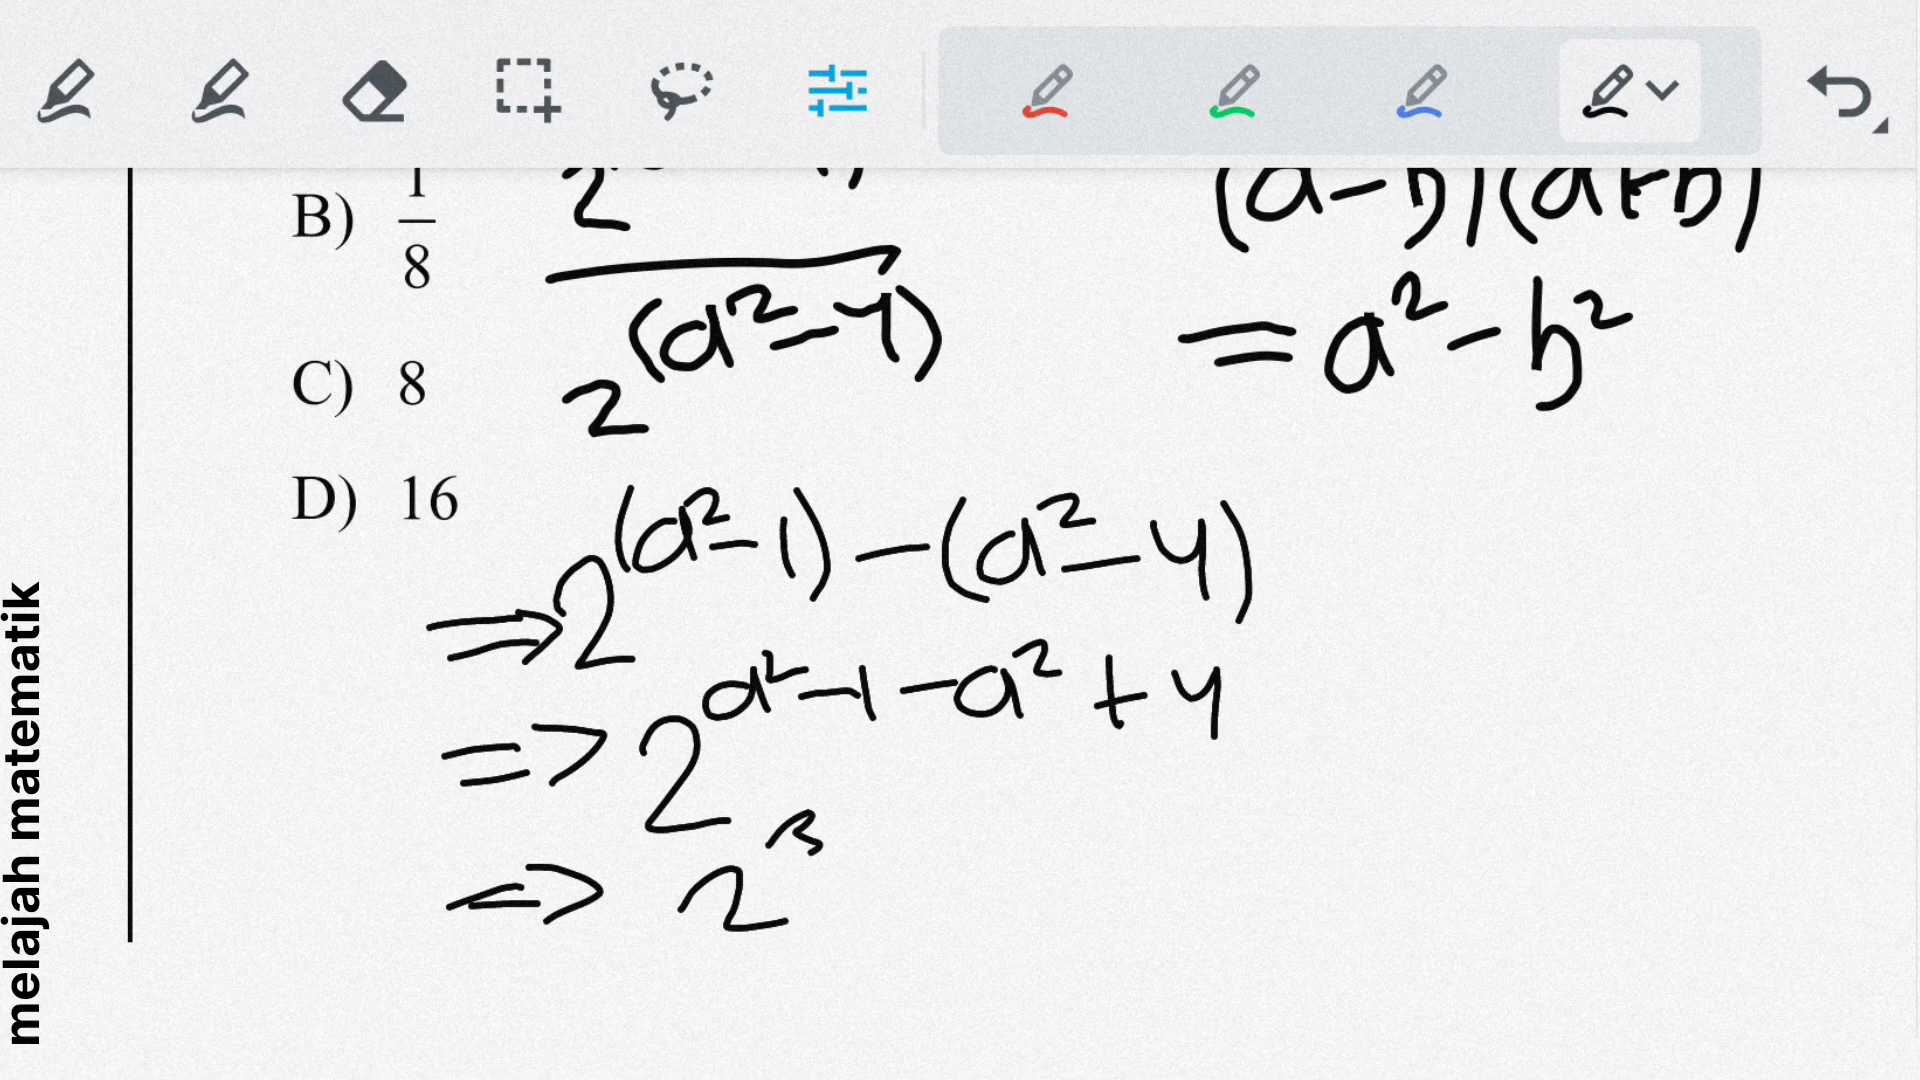 B) 1/8
(a-b)(a+b)
2
(a²-4)
2
= a² - b²
C) 8
D) 16
=> 2^(a²-1)-(a²-4)
=> 2^a²-1-a²+4
=> 2³
melajah matematik